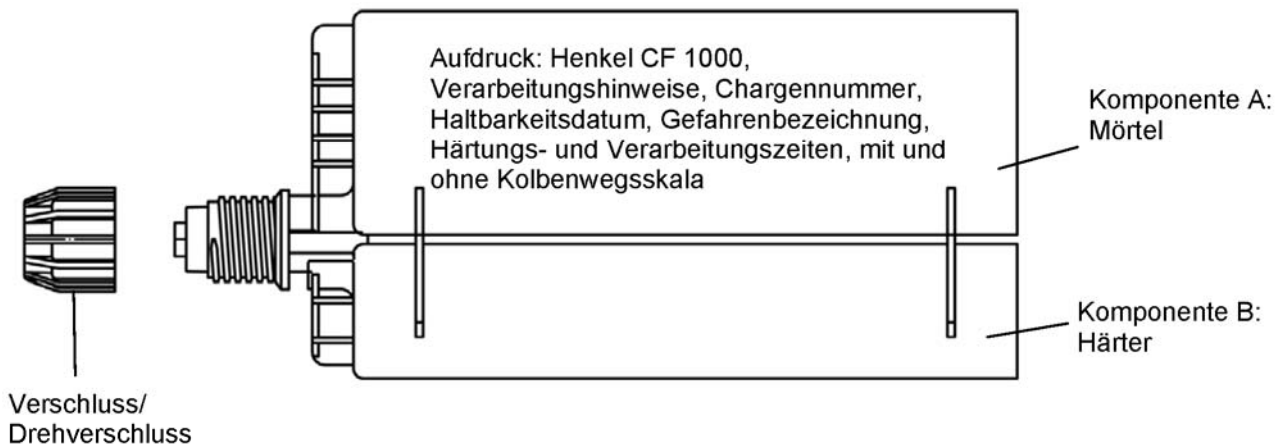 Aufdruck: Henkel CF 1000,
Verarbeitungshinweise, Chargennummer,
Haltbarkeitsdatum, Gefahrenbezeichnung,
Härtungs- und Verarbeitungszeiten, mit und
ohne Kolbenwegsskala
Komponente A:
Mörtel
Komponente B:
Härter
Verschluss/
Drehverschluss